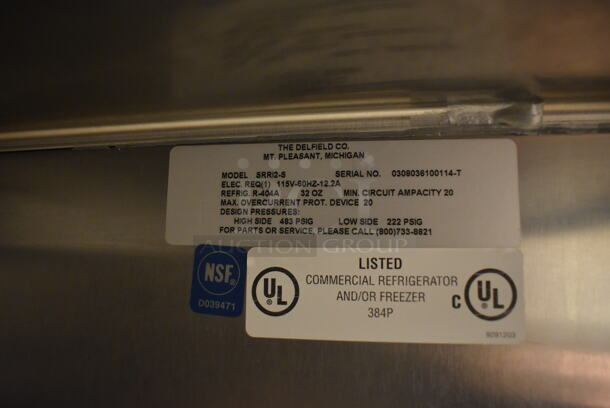 THE DELFIELD CO.
MT. PLEASANT, MICHIGAN
MODEL SRRI2-S SERIAL NO. 0308036100114-T
ELEC. REQ(1) 115V-60HZ-12.2A
REFRIG. R-404A 32 OZ MIN. CIRCUIT AMPACITY 20
MAX. OVERCURRENT PROT. DEVICE 20
DESIGN PRESSURES:
HIGH SIDE 483 PSIG LOW SIDE 222 PSIG
FOR PARTS OR SERVICE, PLEASE CALL (800)733-8821
AUCTION GROUP
NSF®
D039471
UL®
LISTED
COMMERCIAL REFRIGERATOR
AND/OR FREEZER
384P
C UL®
9091203